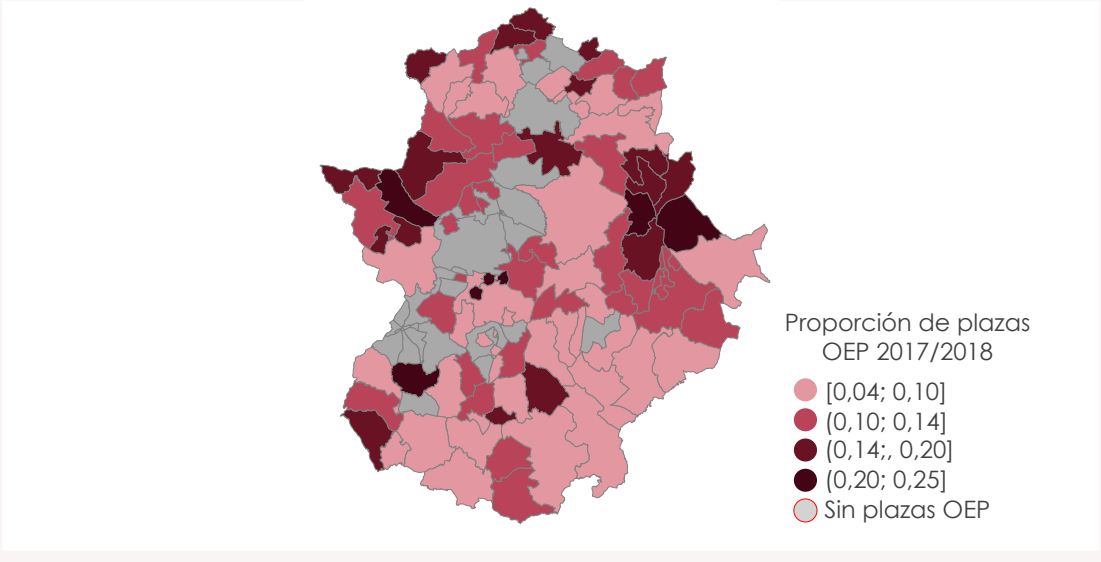 Proporción de plazas
OEP 2017/2018
[0,04; 0,10]
(0,10; 0,14]
(0,14;, 0,20]
(0,20; 0,25]
Sin plazas OEP